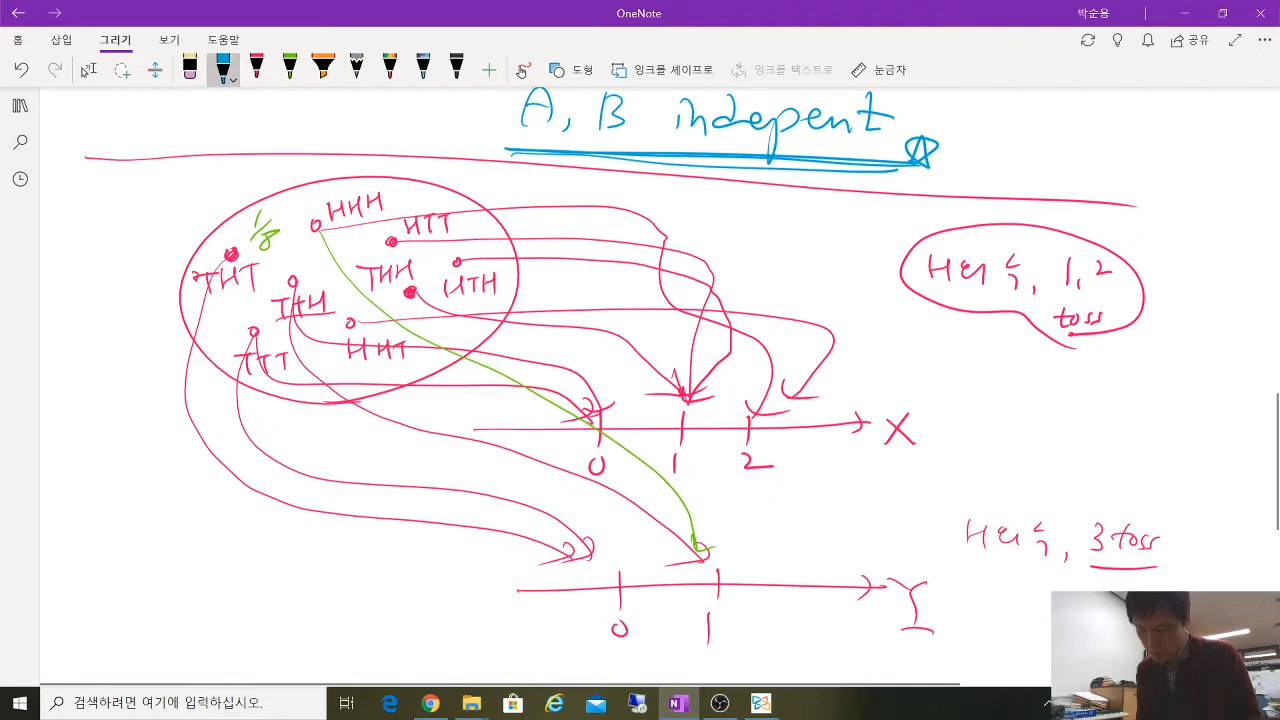 OneNote
박순용
홈 삽입 그리기 보기 도움말
공유
도형 잉크를 셰이프로 잉크를 텍스트로 눈금자
A, B indepent
HHH
1/8
HTT
THT
THH
HTH
H의 수, 1, 2
toss
TTH
TTT
HHT
X
0 1 2
H의 수, 3 toss
Y
0 1
검색하려면 여기에 입력하십시오.